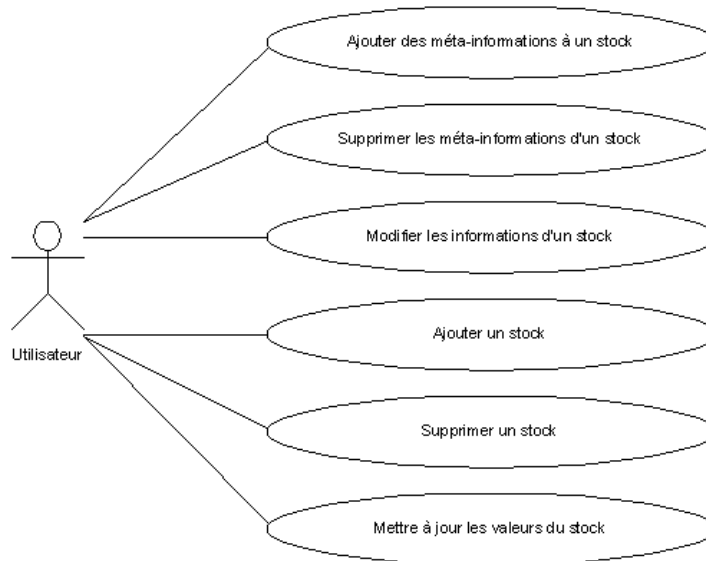 Ajouter des méta-informations à un stock
Supprimer les méta-informations d'un stock
Modifier les informations d'un stock
Ajouter un stock
Utilisateur
Supprimer un stock
Mettre à jour les valeurs du stock